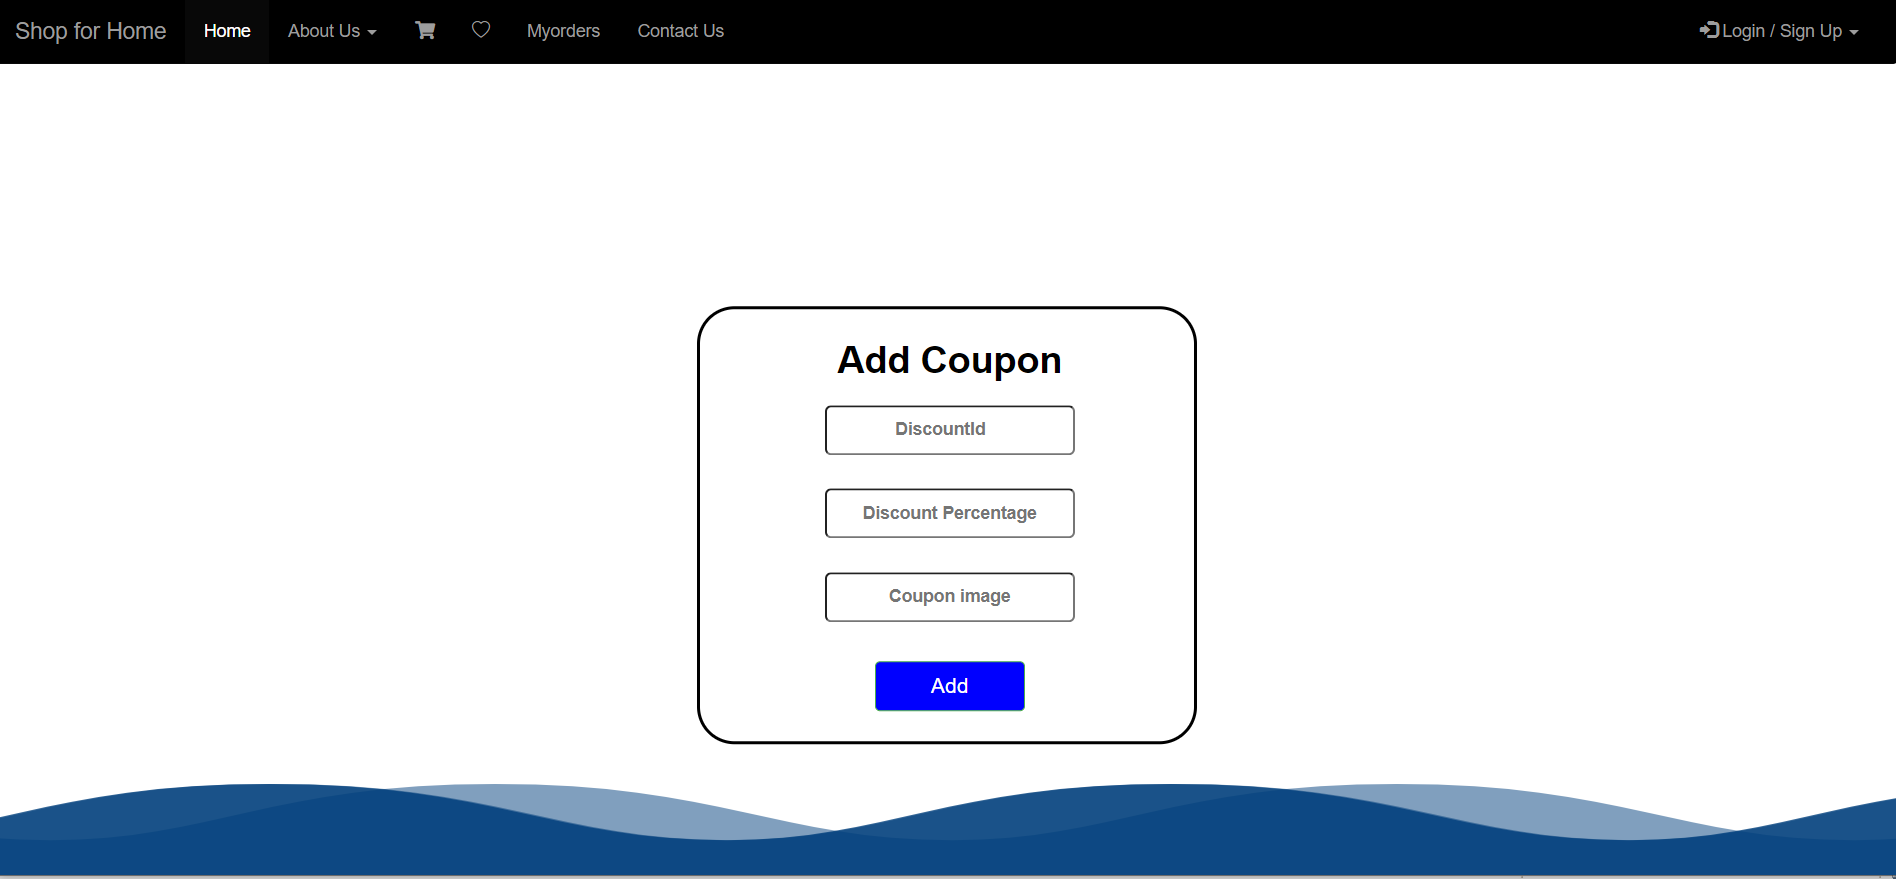 Shop for Home Home About Us Myorders Contact Us Login / Sign Up
Add Coupon
DiscountId
Discount Percentage
Coupon image
Add